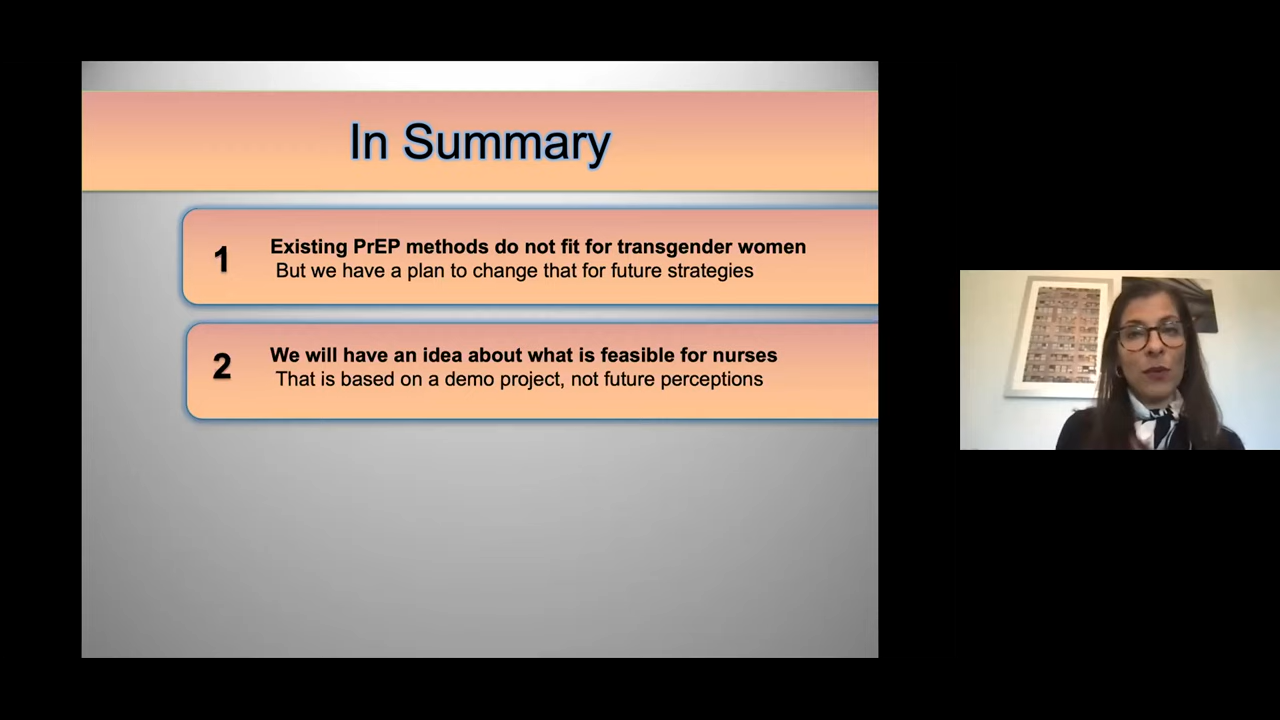 In Summary
1
Existing PrEP methods do not fit for transgender women
But we have a plan to change that for future strategies
2
We will have an idea about what is feasible for nurses
That is based on a demo project, not future perceptions